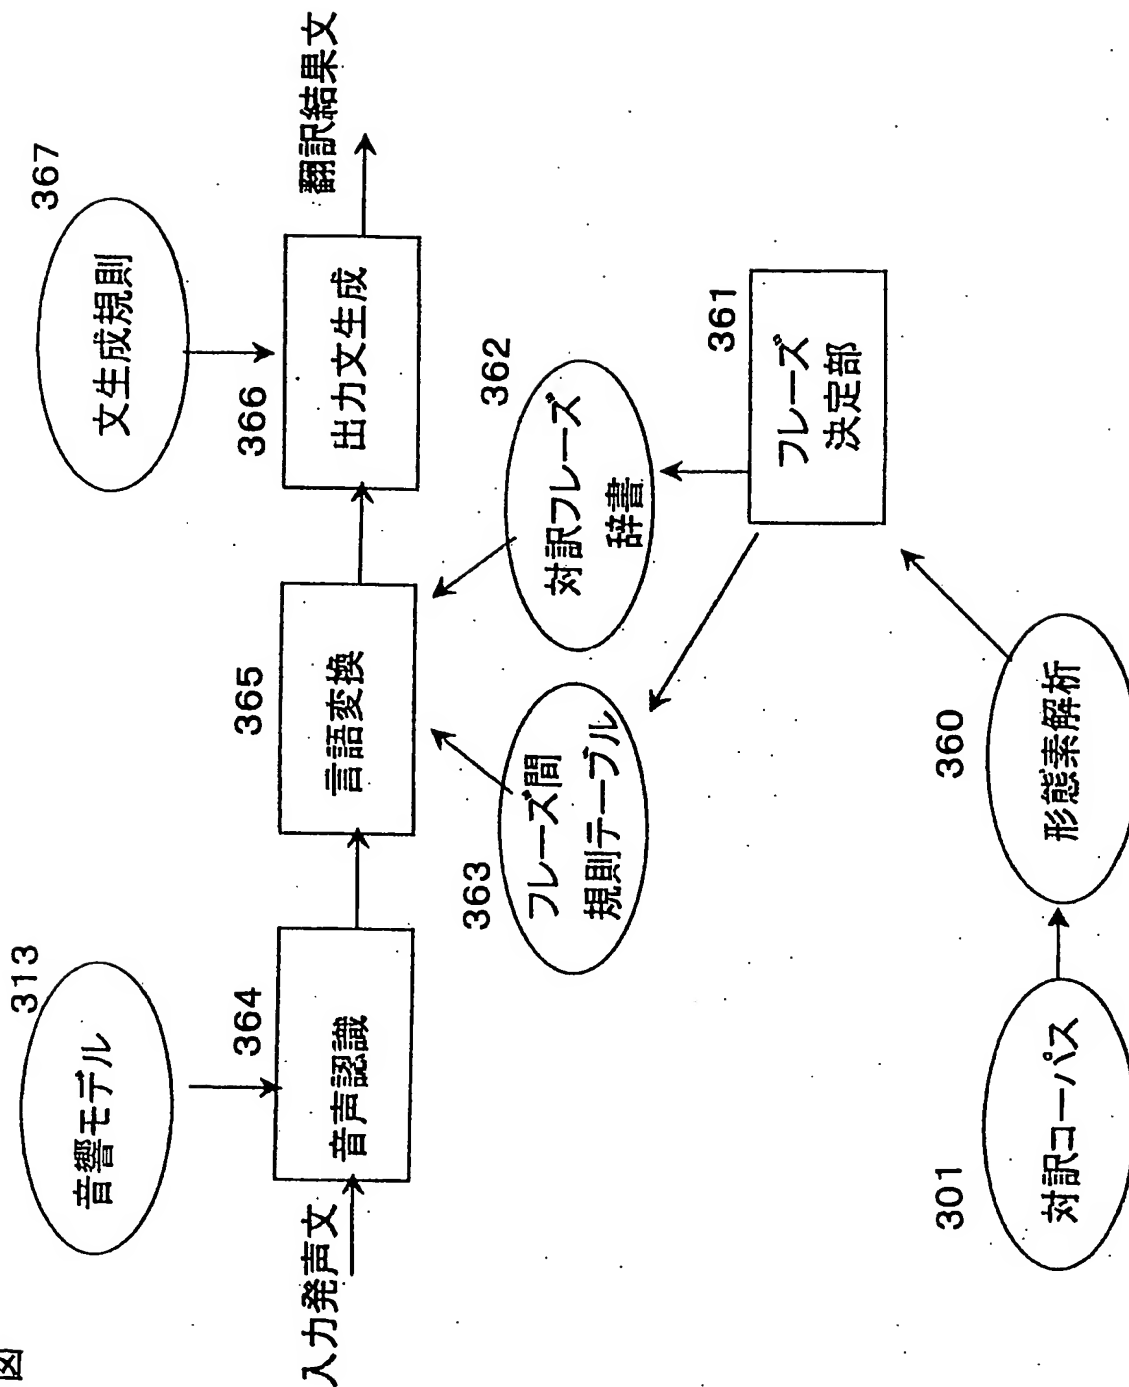 図
313
音響モデル
367
文生成規則
入力発声文
364
音声認識
365
言語変換
366
出力文生成
翻訳結果文
363
フレーズ間
規則テーブル
362
対訳フレーズ
辞書
361
フレーズ
決定部
301
対訳コーパス
360
形態素解析